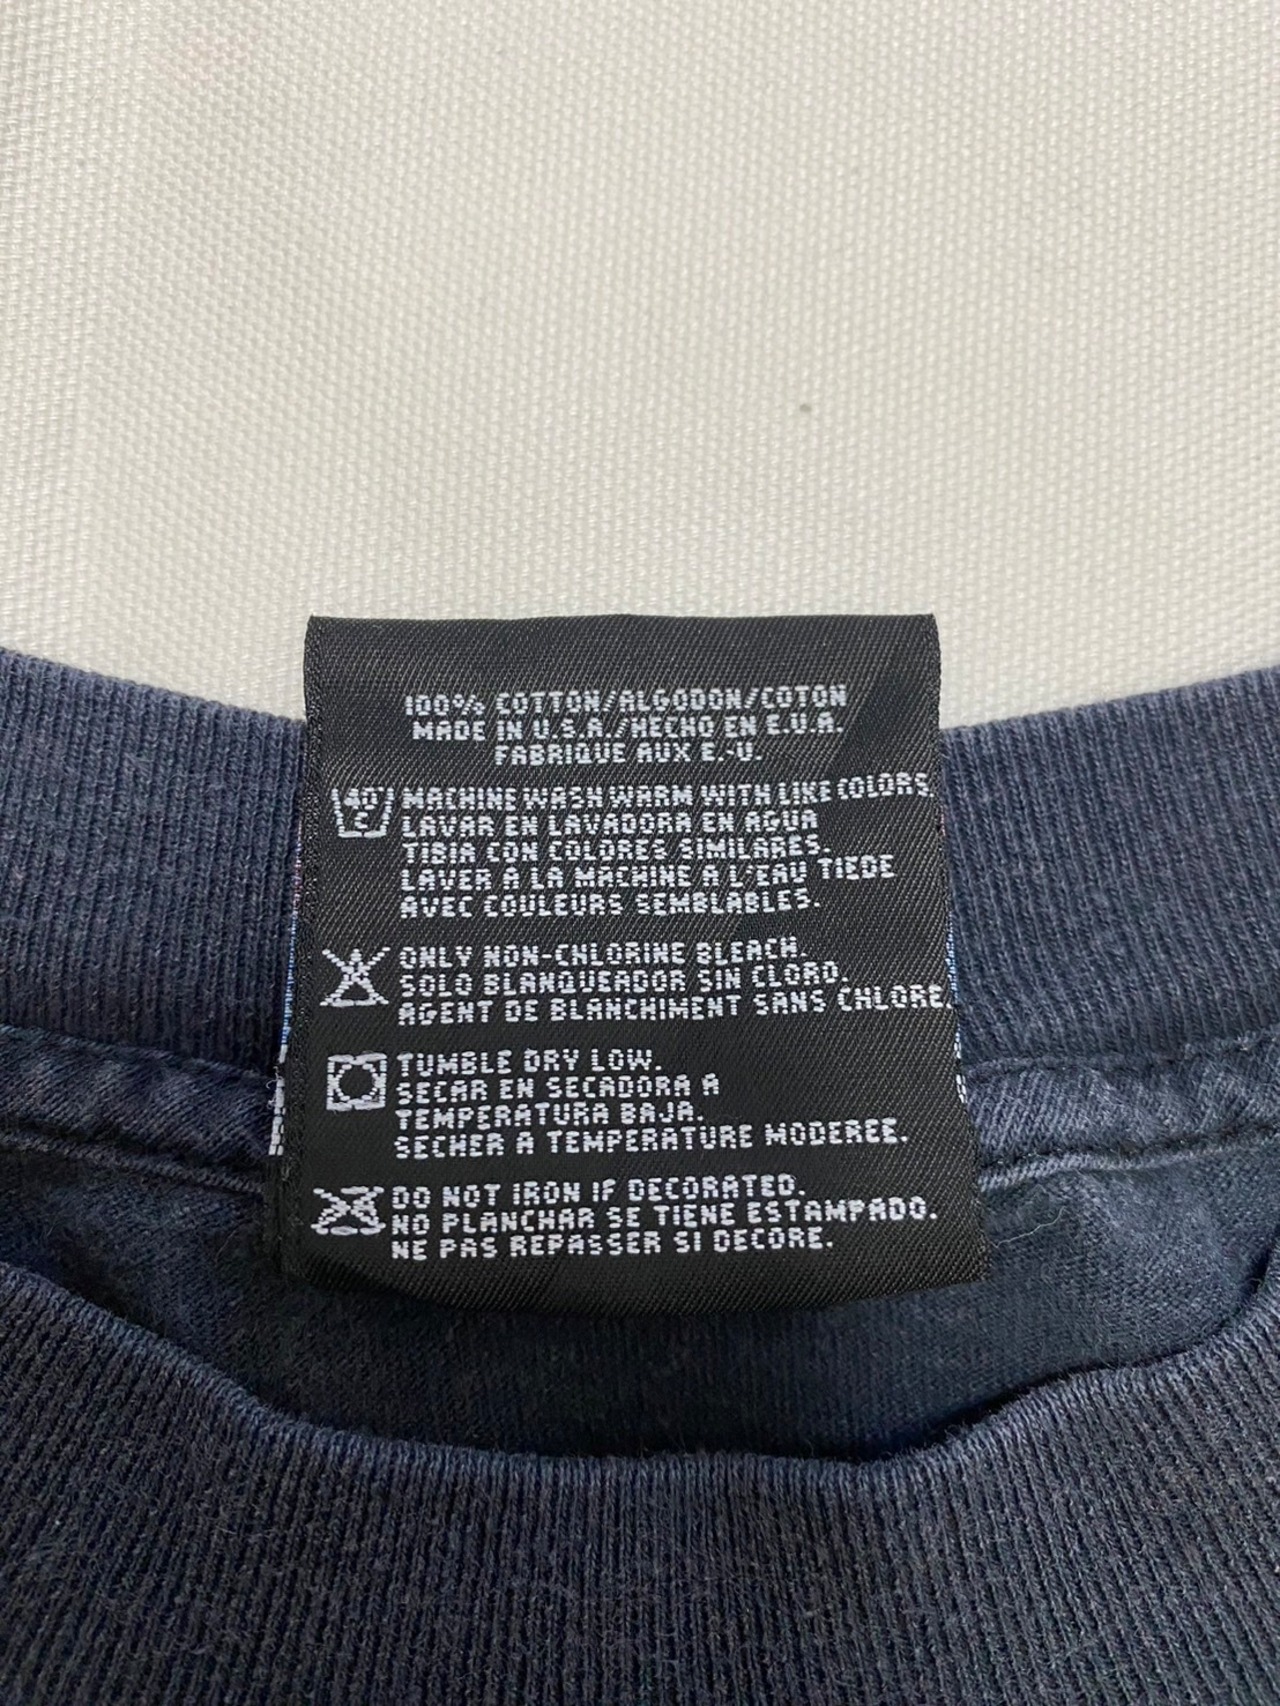 100% COTTON/ALGODON/COTON
MADE IN U.S.A./HECHO EN E.U.A.
FABRIQUE AUX E.-U.
40
C
MACHINE WASH WARM WITH LIKE COLORS.
LAVAR EN LAVADORA EN AGUA
TIBIA CON COLORES SIMILARES.
LAVER A LA MACHINE A L'EAU TIEDE
AVEC COULEURS SEMBLABLES.
ONLY NON-CHLORINE BLEACH.
SOLO BLANQUEADOR SIN CLORO.
AGENT DE BLANCHIMENT SANS CHLORE.
TUMBLE DRY LOW.
SECAR EN SECADORA A
TEMPERATURA BAJA.
SECHER A TEMPERATURE MODEREE.
DO NOT IRON IF DECORATED.
NO PLANCHAR SE TIENE ESTAMPADO.
NE PAS REPASSER SI DECORE.